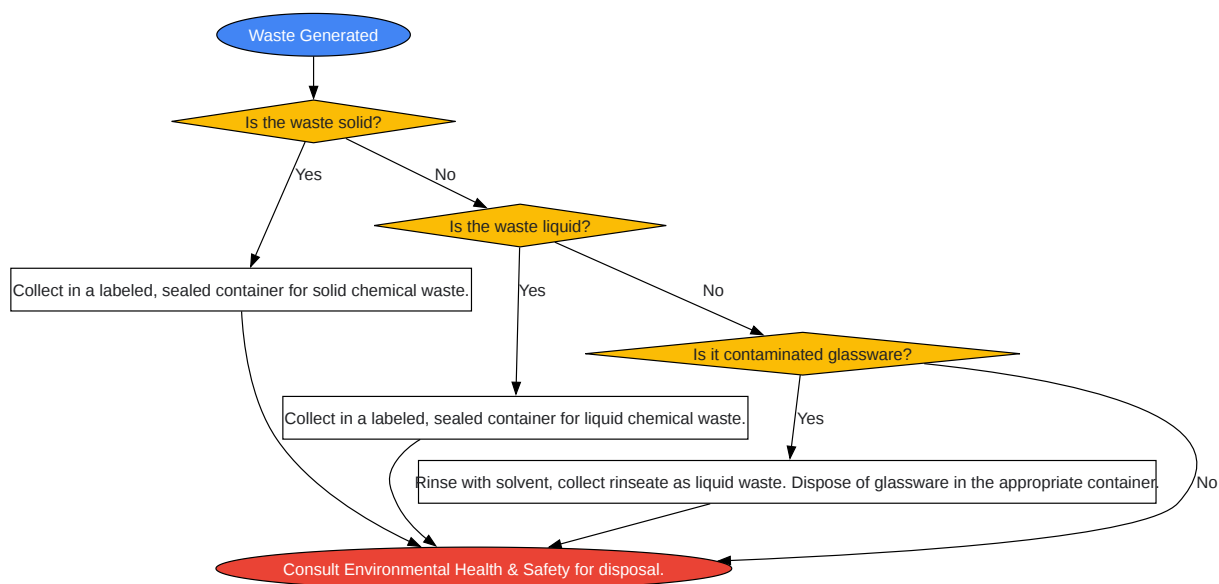 Waste Generated
Is the waste solid?
Yes
No
Is the waste liquid?
Collect in a labeled, sealed container for solid chemical waste.
Yes
No
Is it contaminated glassware?
Collect in a labeled, sealed container for liquid chemical waste.
Yes
Rinse with solvent, collect rinseate as liquid waste. Dispose of glassware in the appropriate container.
No
Consult Environmental Health & Safety for disposal.